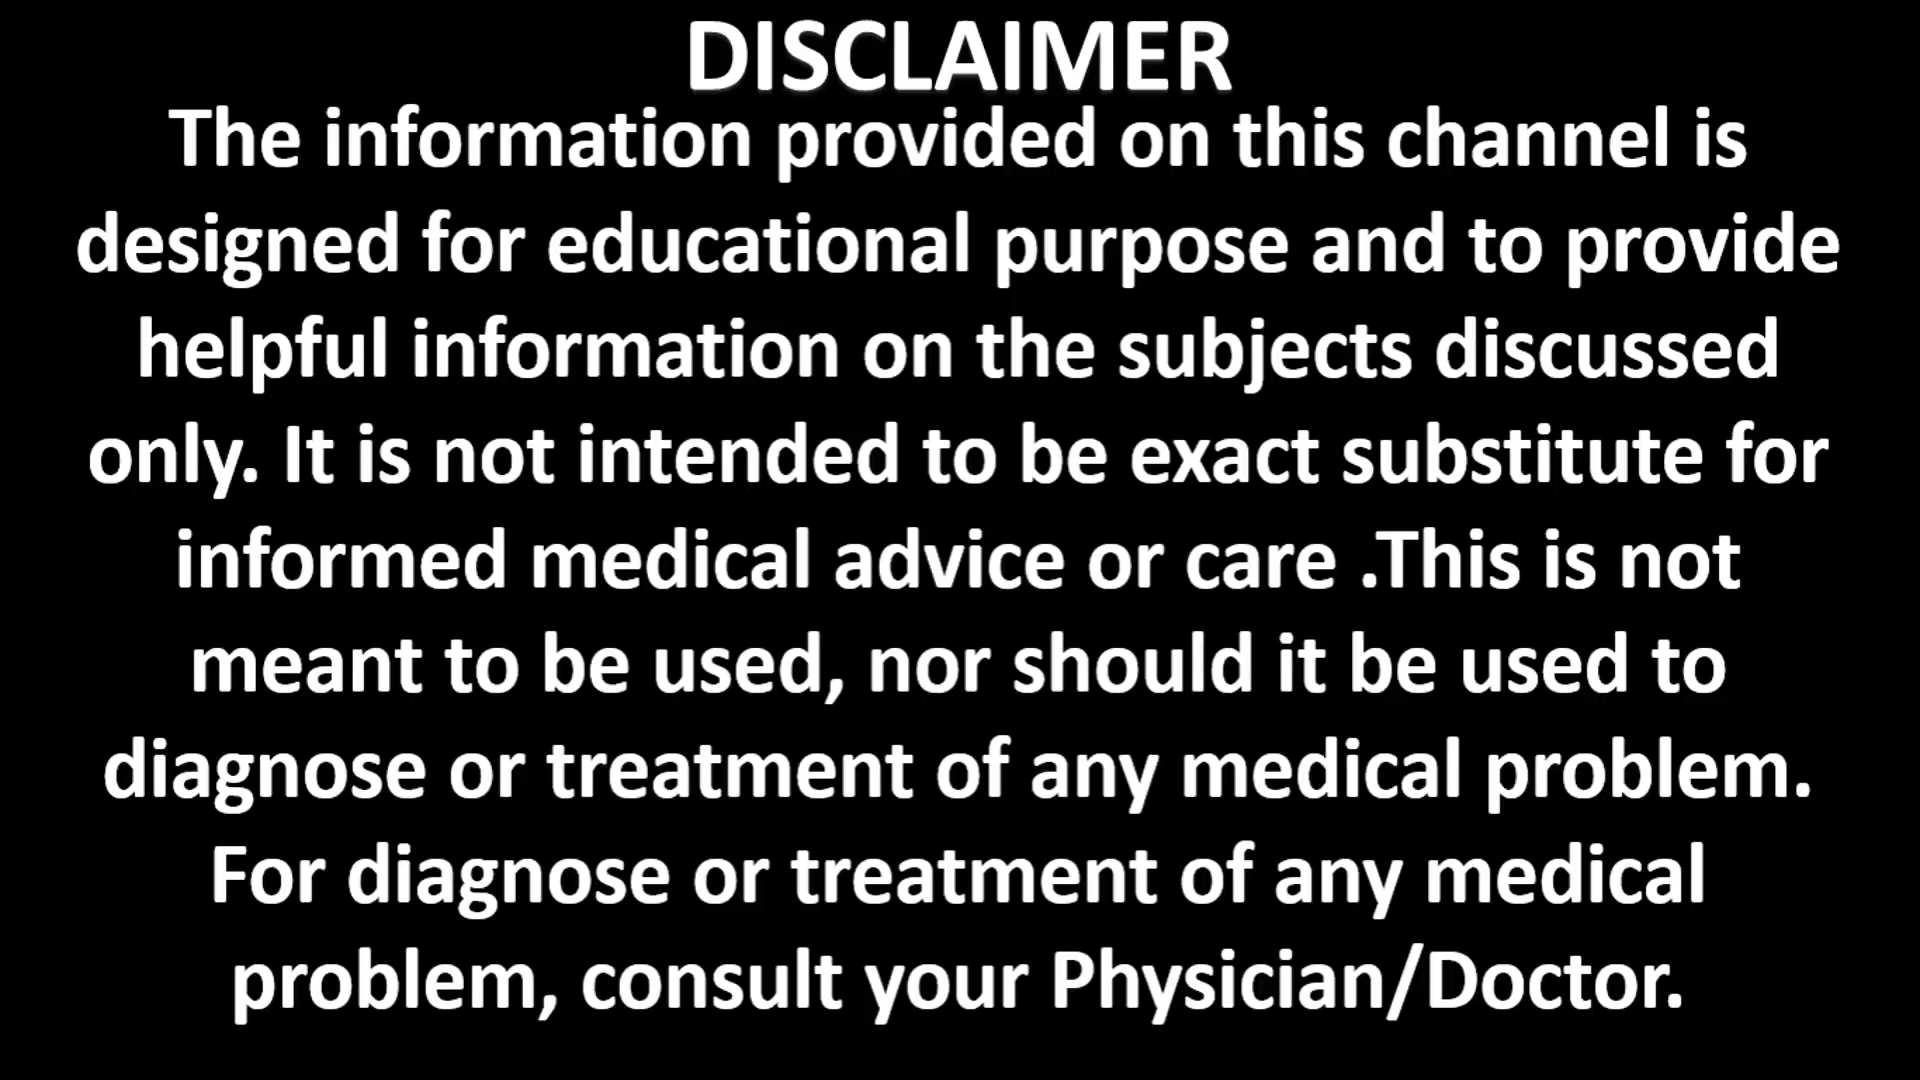 DISCLAIMER
The information provided on this channel is
designed for educational purpose and to provide
helpful information on the subjects discussed
only. It is not intended to be exact substitute for
informed medical advice or care .This is not
meant to be used, nor should it be used to
diagnose or treatment of any medical problem.
For diagnose or treatment of any medical
problem, consult your Physician/Doctor.